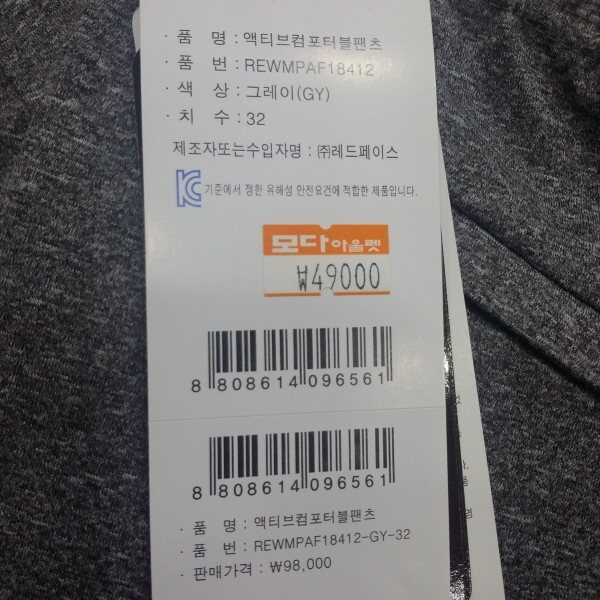 · 품 명 : 액티브컴포터블팬츠
· 품 번 : REWMPAF18412
· 색 상 : 그레이(GY)
· 치 수 : 32
제조자또는수입자명 : ㈜레드페이스
KC 기준에서 정한 유해성 안전요건에 적합한 제품입니다.
모다아울렛
₩49000
8 808614 096561
8 808614 096561
· 품 명 : 액티브컴포터블팬츠
· 품 번 : REWMPAF18412-GY-32
· 판매가격 : ₩98,000